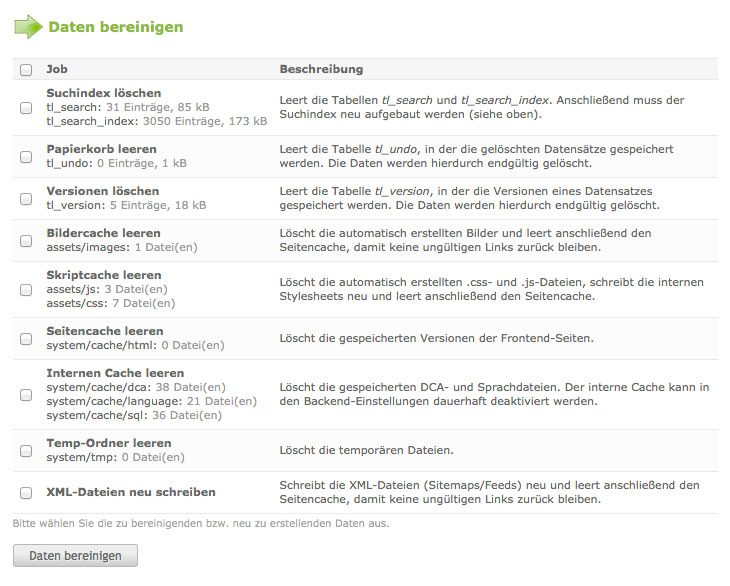 Daten bereinigen
Job Beschreibung
Suchindex löschen
tl_search: 31 Einträge, 85 kB
tl_search_index: 3050 Einträge, 173 kB
Leert die Tabellen tl_search und tl_search_index. Anschließend muss der
Suchindex neu aufgebaut werden (siehe oben).
Papierkorb leeren
tl_undo: 0 Einträge, 1 kB
Leert die Tabelle tl_undo, in der die gelöschten Datensätze gespeichert
werden. Die Daten werden hierdurch endgültig gelöscht.
Versionen löschen
tl_version: 5 Einträge, 18 kB
Leert die Tabelle tl_version, in der die Versionen eines Datensatzes
gespeichert werden. Die Daten werden hierdurch endgültig gelöscht.
Bildercache leeren
assets/images: 1 Datei(en)
Löscht die automatisch erstellten Bilder und leert anschließend den
Seitencache, damit keine ungültigen Links zurück bleiben.
Skriptcache leeren
assets/js: 3 Datei(en)
assets/css: 7 Datei(en)
Löscht die automatisch erstellten .css- und .js-Dateien, schreibt die internen
Stylesheets neu und leert anschließend den Seitencache.
Seitencache leeren
system/cache/html: 0 Datei(en)
Löscht die gespeicherten Versionen der Frontend-Seiten.
Internen Cache leeren
system/cache/dca: 38 Datei(en)
system/cache/language: 21 Datei(en)
system/cache/sql: 36 Datei(en)
Löscht die gespeicherten DCA- und Sprachdateien. Der interne Cache kann in
den Backend-Einstellungen dauerhaft deaktiviert werden.
Temp-Ordner leeren
system/tmp: 0 Datei(en)
Löscht die temporären Dateien.
XML-Dateien neu schreiben
Schreibt die XML-Dateien (Sitemaps/Feeds) neu und leert anschließend den
Seitencache, damit keine ungültigen Links zurück bleiben.
Bitte wählen Sie die zu bereinigenden bzw. neu zu erstellenden Daten aus.
Daten bereinigen